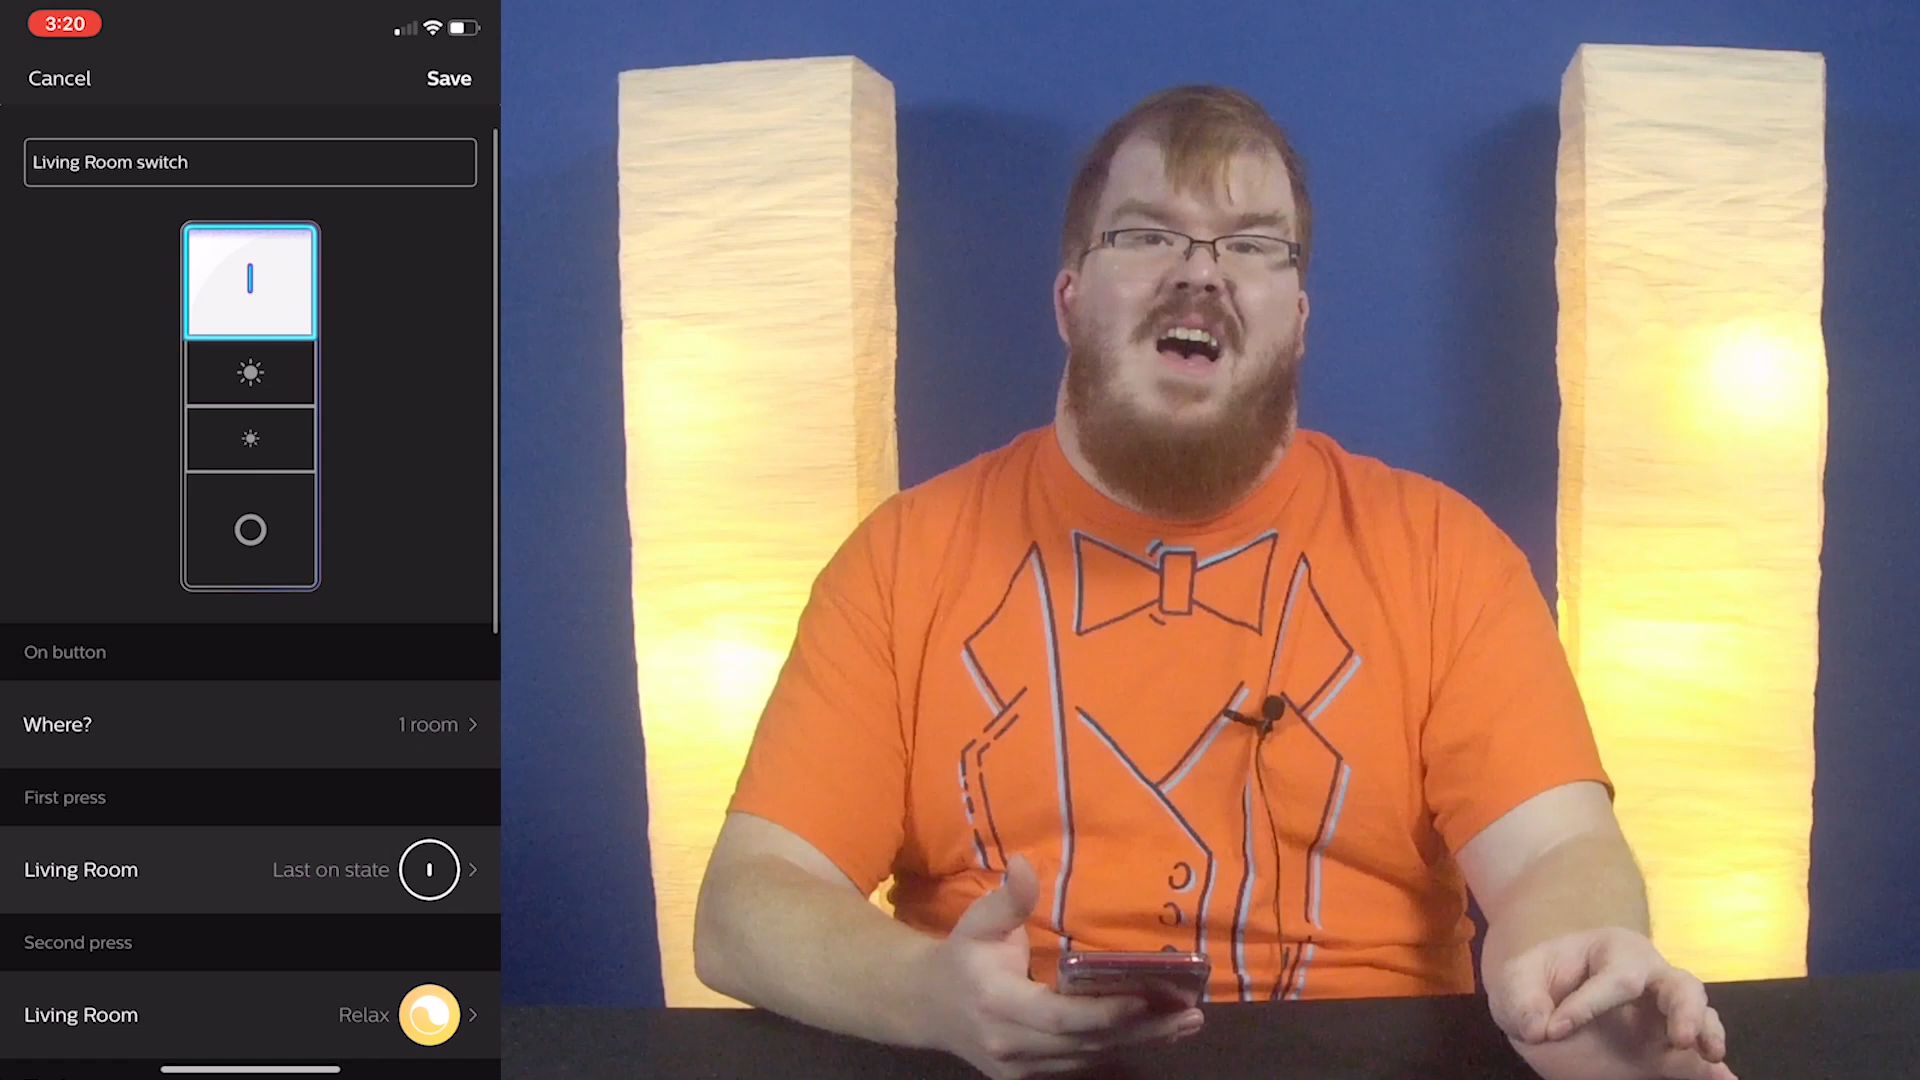 3:20
Cancel
Save
Living Room switch
On button
Where?
1 room
First press
Living Room
Last on state
Second press
Living Room
Relax